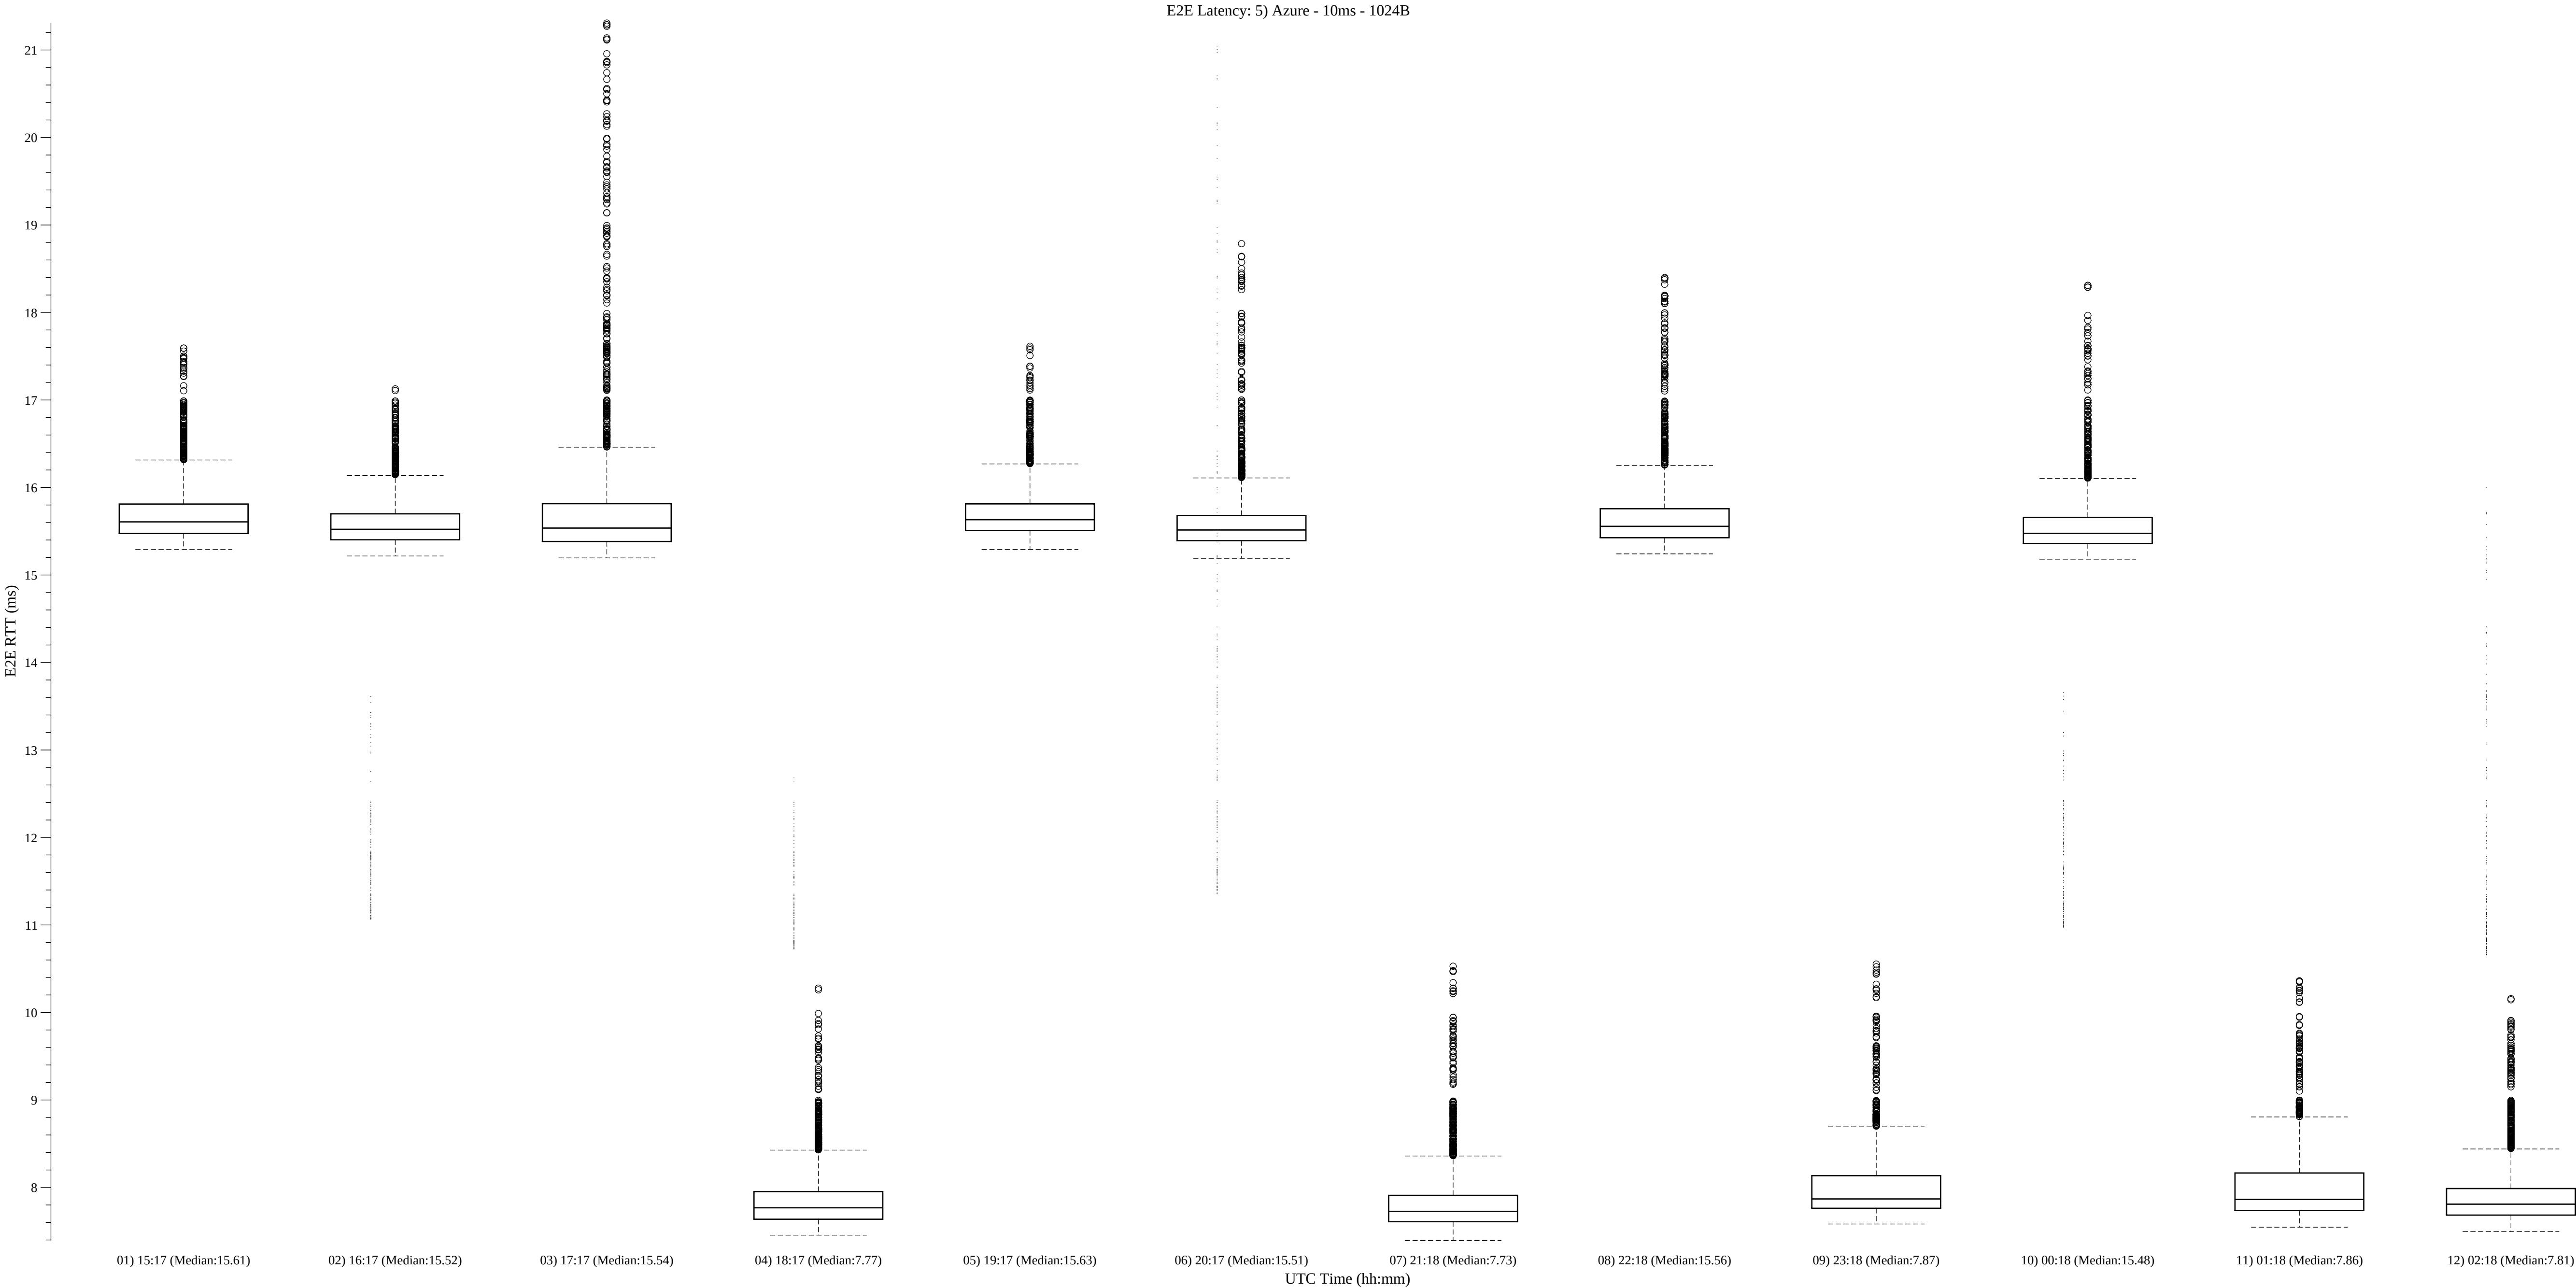 E2E Latency: 5) Azure - 10ms - 1024B
E2E RTT (ms)
21
20
19
18
17
16
15
14
13
12
11
10
9
8
01) 15:17 (Median:15.61)
02) 16:17 (Median:15.52)
03) 17:17 (Median:15.54)
04) 18:17 (Median:7.77)
05) 19:17 (Median:15.63)
06) 20:17 (Median:15.51)
07) 21:18 (Median:7.73)
08) 22:18 (Median:15.56)
09) 23:18 (Median:7.87)
10) 00:18 (Median:15.48)
11) 01:18 (Median:7.86)
12) 02:18 (Median:7.81)
UTC Time (hh:mm)